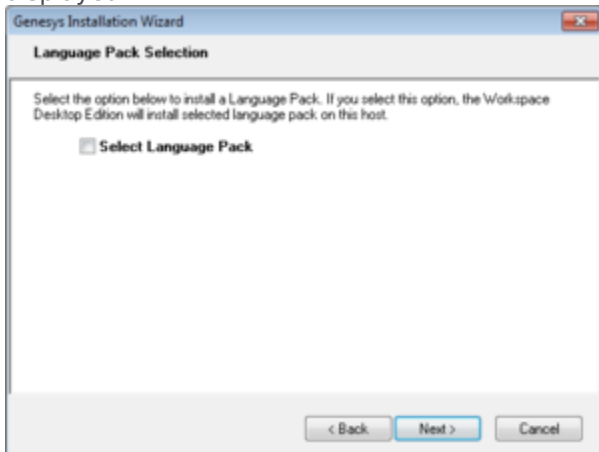 Genesys Installation Wizard
Language Pack Selection
Select the option below to install a Language Pack. If you select this option, the Workspace
Desktop Edition will install selected language pack on this host.
Select Language Pack
< Back Next > Cancel